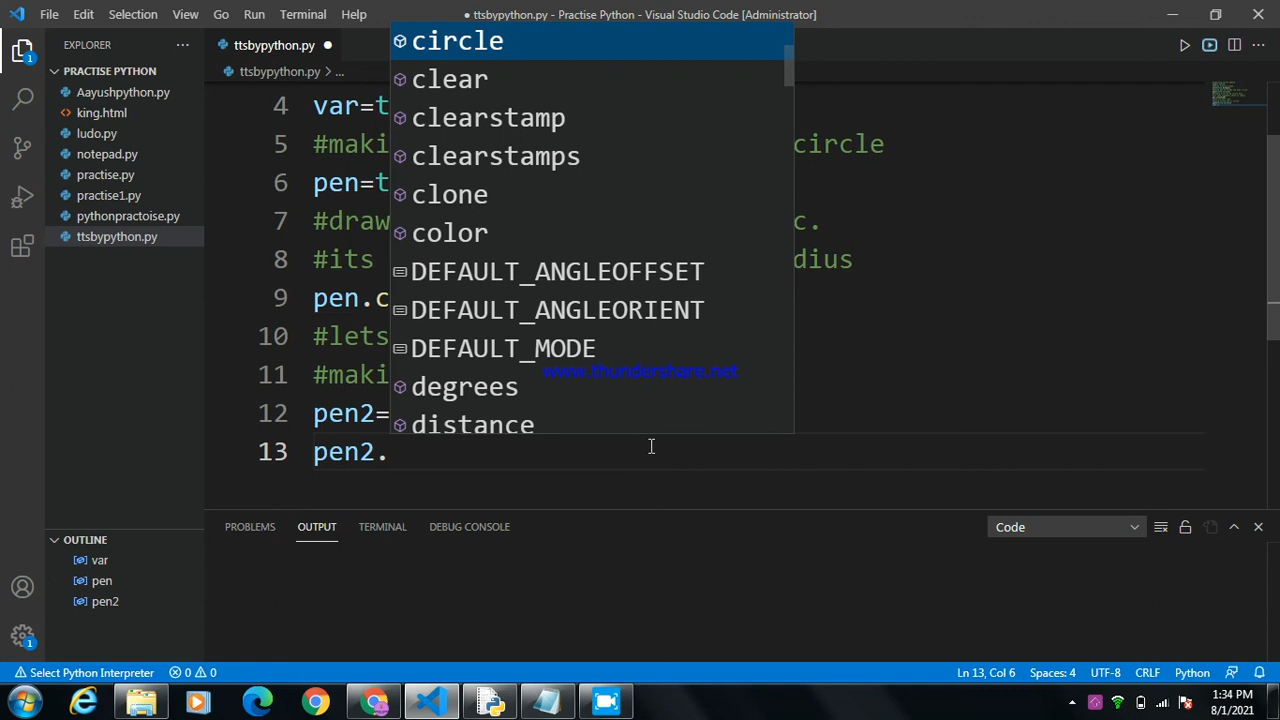 File Edit Selection View Go Run Terminal Help
● ttsbypython.py - Practise Python - Visual Studio Code [Administrator]
EXPLORER
PRACTISE PYTHON
Aayushpython.py
king.html
ludo.py
notepad.py
practise.py
practise1.py
pythonpractoise.py
ttsbypython.py
OUTLINE
var
pen
pen2
ttsbypython.py
ttsbypython.py > ...
4 var=t
5 #maki circle
6 pen=t
7 #draw c.
8 #its dius
9 pen.c
10 #lets
11 #maki
12 pen2=
13 pen2.
circle
clear
clearstamp
clearstamps
clone
color
DEFAULT_ANGLEOFFSET
DEFAULT_ANGLEORIENT
DEFAULT_MODE
www.thundershare.net
degrees
distance
PROBLEMS OUTPUT TERMINAL DEBUG CONSOLE
Code
1
1
Select Python Interpreter 0 0
Ln 13, Col 6 Spaces: 4 UTF-8 CRLF Python
1:34 PM
8/1/2021